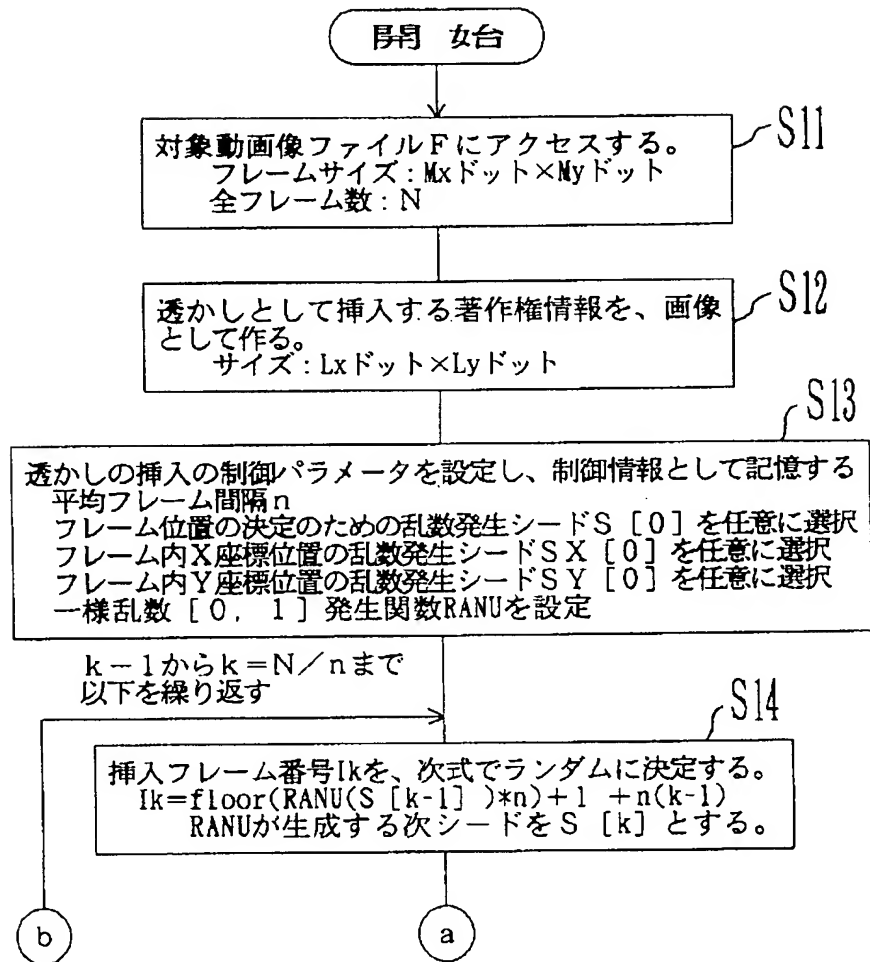 開 始
S11
対象動画像ファイルFにアクセスする。
フレームサイズ：Mxドット×Myドット
全フレーム数：N
S12
透かしとして挿入する著作権情報を、画像
として作る。
サイズ：Lxドット×Lyドット
S13
透かしの挿入の制御パラメータを設定し、制御情報として記憶する
平均フレーム間隔n
フレーム位置の決定のための乱数発生シードS［0］を任意に選択
フレーム内X座標位置の乱数発生シードSX［0］を任意に選択
フレーム内Y座標位置の乱数発生シードSY［0］を任意に選択
一様乱数［0，1］発生関数RANUを設定
k－1からk＝N／nまで
以下を繰り返す
S14
挿入フレーム番号Ikを、次式でランダムに決定する。
Ik=floor(RANU(S［k-1］)*n)+1 +n(k-1)
RANUが生成する次シードをS［k］とする。
b
a